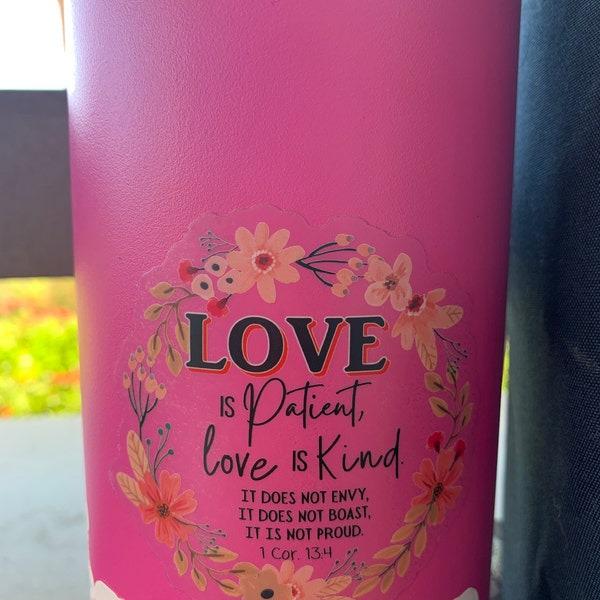 LOVE
IS Patient,
love IS Kind.
IT DOES NOT ENVY,
IT DOES NOT BOAST,
IT IS NOT PROUD.
1 Cor. 13:4